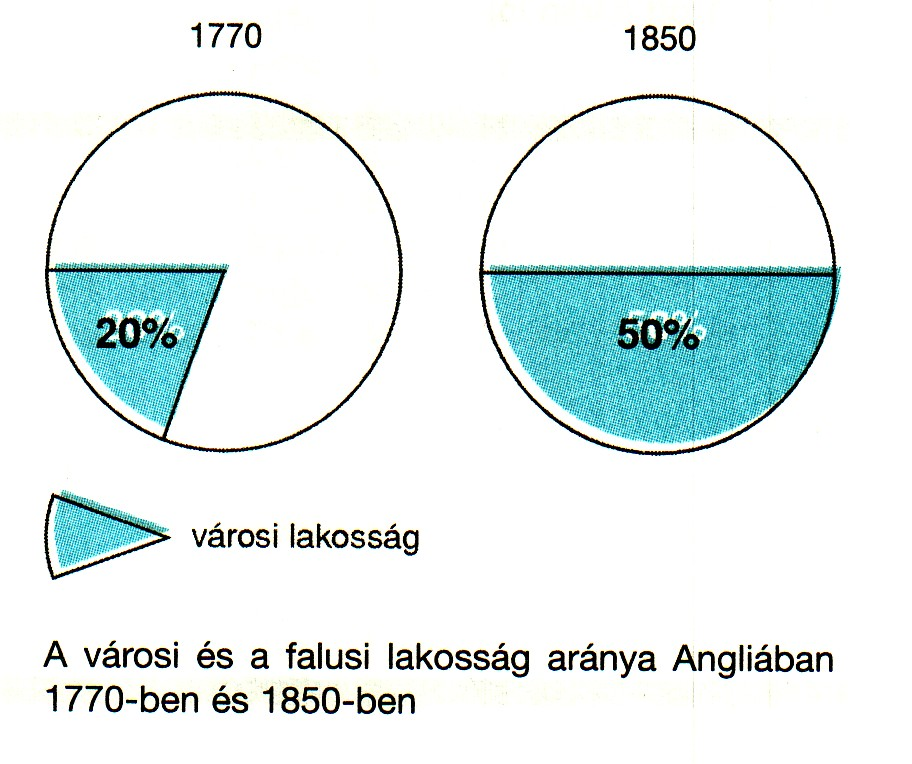 1770
1850
20%
50%
városi lakosság
A városi és a falusi lakosság aránya Angliában
1770-ben és 1850-ben